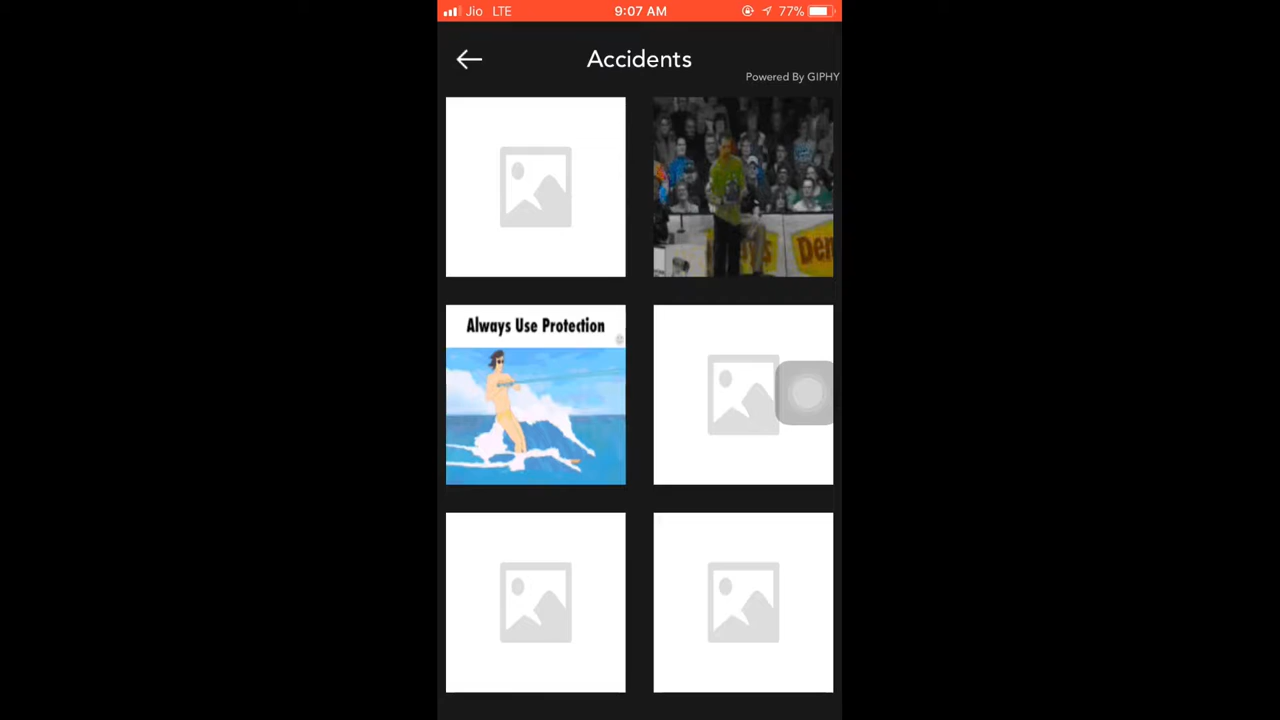 Jio LTE 9:07 AM 77%
Accidents
Powered By GIPHY
Always Use Protection